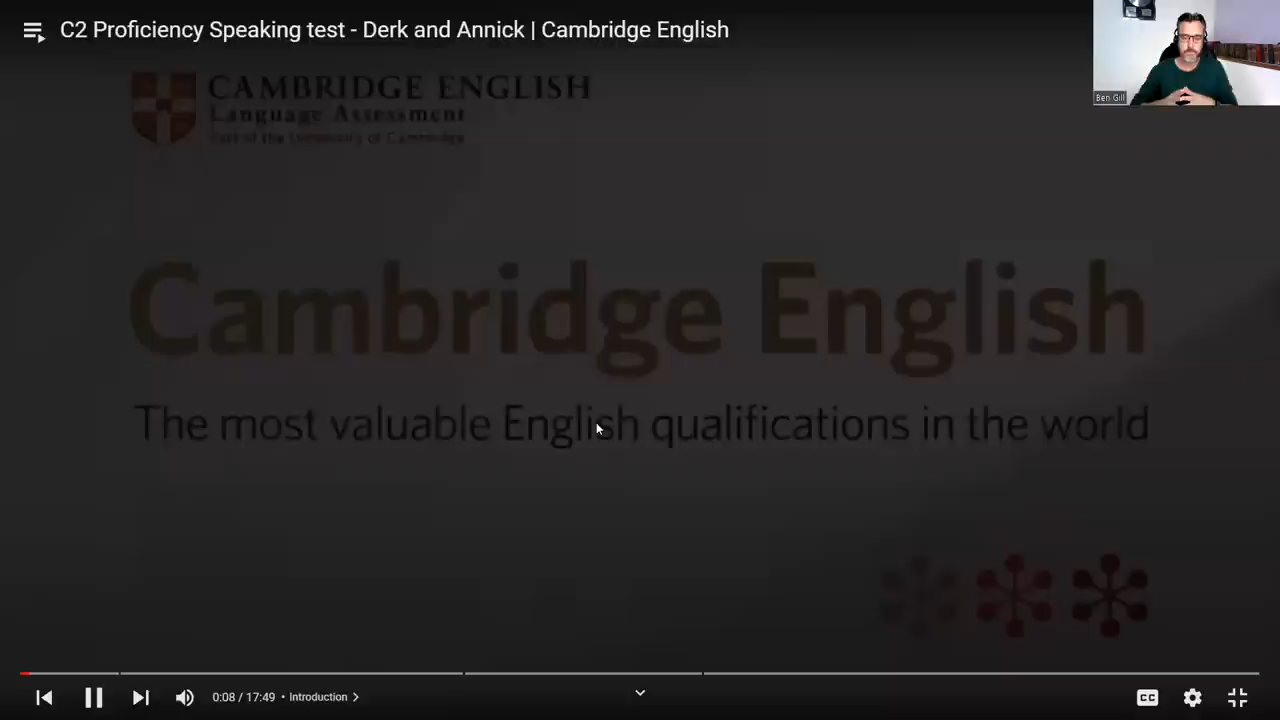 C2 Proficiency Speaking test - Derk and Annick | Cambridge English
Ben Gill
CAMBRIDGE ENGLISH
Language Assessment
Part of the University of Cambridge
Cambridge English
The most valuable English qualifications in the world
0:08 / 17:49 • Introduction
CC